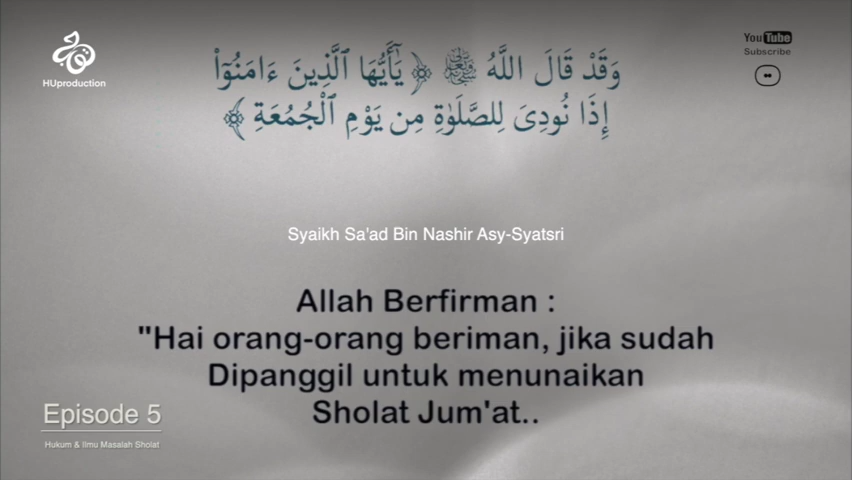 HUproduction
YouTube
Subscribe
وَقَدْ قَالَ اللَّهُ ﷻ ﴿ يَٰٓأَيُّهَا ٱلَّذِينَ ءَامَنُوٓا۟
إِذَا نُودِىَ لِلصَّلَوٰةِ مِن يَوْمِ ٱلْجُمُعَةِ ﴾
Syaikh Sa'ad Bin Nashir Asy-Syatsri
Allah Berfirman :
"Hai orang-orang beriman, jika sudah
Dipanggil untuk menunaikan
Sholat Jum'at..
Episode 5
Hukum & Ilmu Masalah Sholat